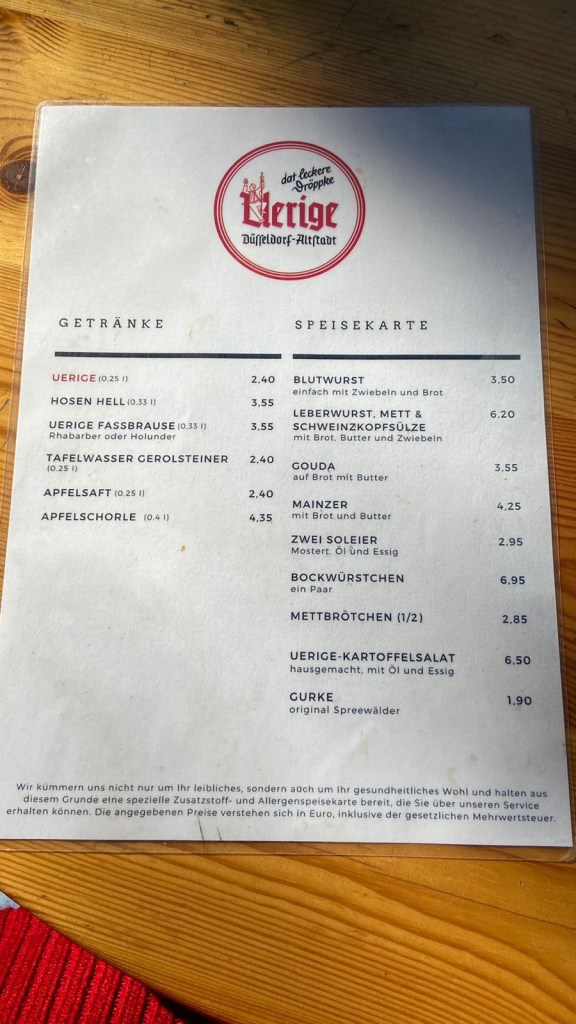 dat leckere
Dröppke
Uerige
Düsseldorf-Altstadt
GETRÄNKE
UERIGE (0.25 l) 2,40
HOSEN HELL (0.33 l) 3,55
UERIGE FASSBRAUSE (0.33 l) 3,55
Rhabarber oder Holunder
TAFELWASSER GEROLSTEINER 2,40
(0.25 l)
APFELSAFT (0.25 l) 2,40
APFELSCHORLE (0.4 l) 4,35
SPEISEKARTE
BLUTWURST 3,50
einfach mit Zwiebeln und Brot
LEBERWURST, METT & 6,20
SCHWEINZKOPFSÜLZE
mit Brot, Butter und Zwiebeln
GOUDA 3,55
auf Brot mit Butter
MAINZER 4,25
mit Brot und Butter
ZWEI SOLEIER 2,95
Mostert, Öl und Essig
BOCKWÜRSTCHEN 6,95
ein Paar
METTBRÖTCHEN (1/2) 2,85
UERIGE-KARTOFFELSALAT 6,50
hausgemacht, mit Öl und Essig
GURKE 1,90
original Spreewälder
Wir kümmern uns nicht nur um Ihr leibliches, sondern auch um Ihr gesundheitliches Wohl und halten aus
diesem Grunde eine spezielle Zusatzstoff- und Allergenspeisekarte bereit, die Sie über unseren Service
erhalten können. Die angegebenen Preise verstehen sich in Euro, inklusive der gesetzlichen Mehrwertsteuer.